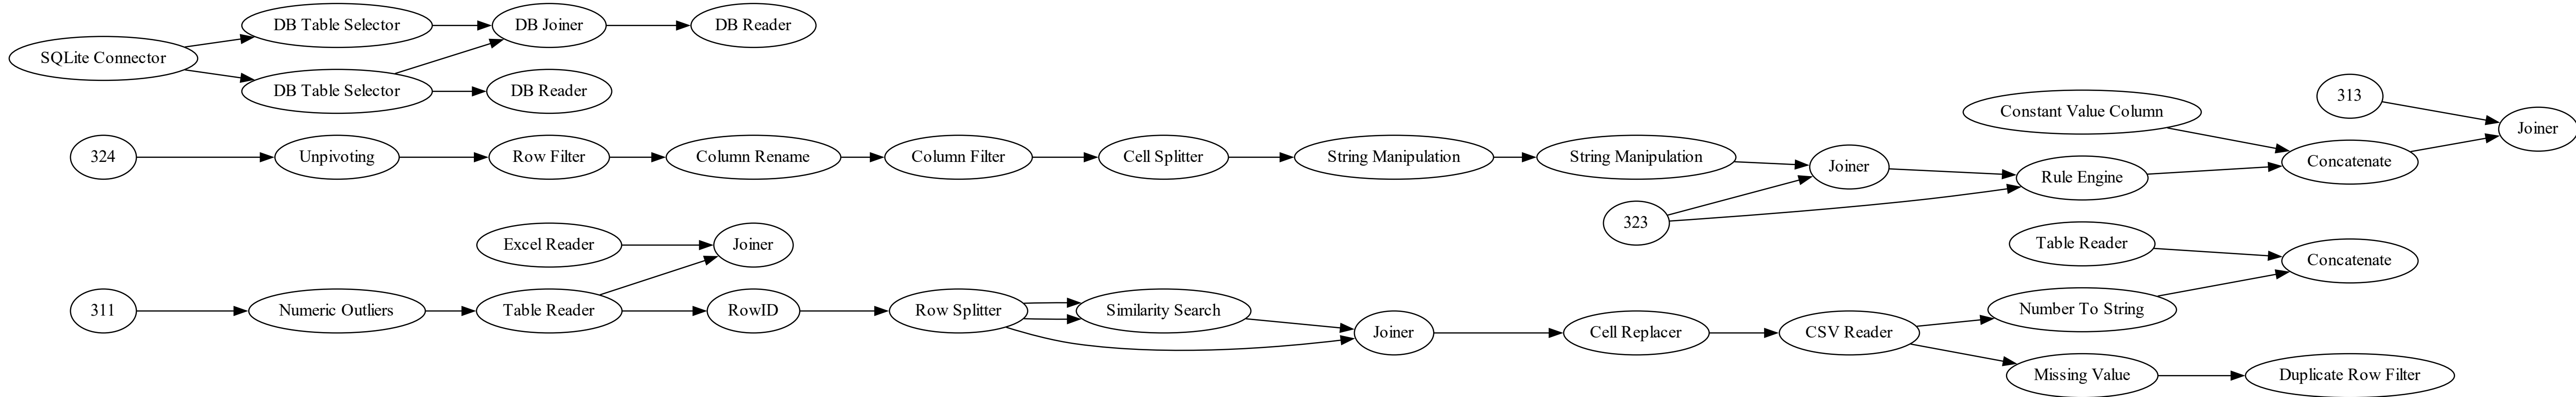 SQLite Connector
DB Table Selector
DB Joiner
DB Reader
DB Table Selector
DB Reader
324
Unpivoting
Row Filter
Column Rename
Column Filter
Cell Splitter
String Manipulation
String Manipulation
Joiner
323
Constant Value Column
Rule Engine
313
Concatenate
Joiner
311
Numeric Outliers
Excel Reader
Table Reader
Joiner
RowID
Row Splitter
Similarity Search
Joiner
Cell Replacer
CSV Reader
Table Reader
Number To String
Concatenate
Missing Value
Duplicate Row Filter